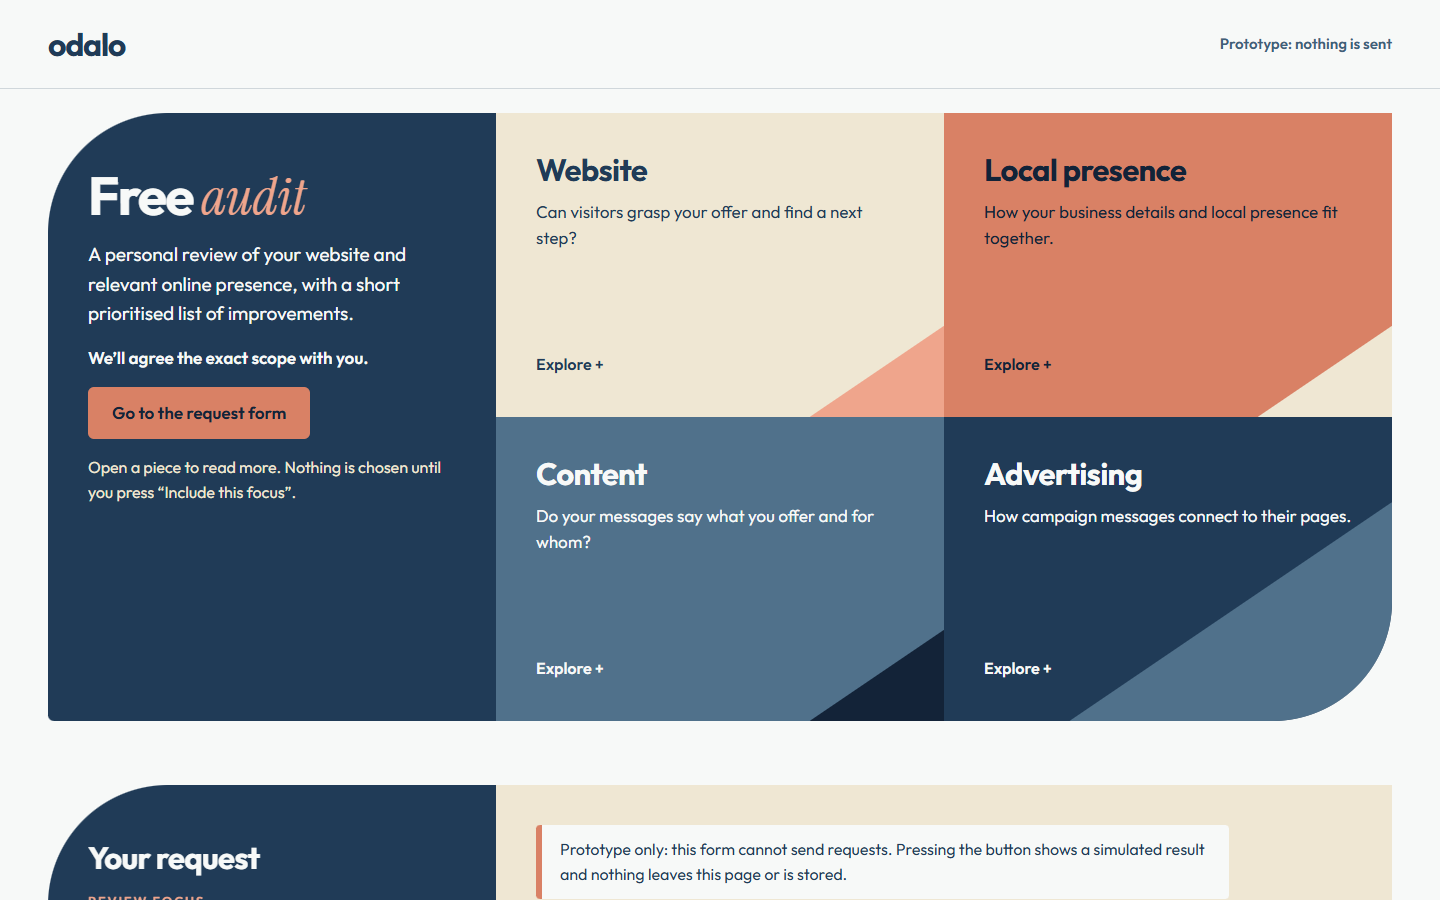 odalo
Prototype: nothing is sent
Free audit
A personal review of your website and
relevant online presence, with a short
prioritised list of improvements.
We’ll agree the exact scope with you.
Go to the request form
Open a piece to read more. Nothing is chosen until
you press “Include this focus”.
Website
Can visitors grasp your offer and find a next
step?
Explore +
Local presence
How your business details and local presence fit
together.
Explore +
Content
Do your messages say what you offer and for
whom?
Explore +
Advertising
How campaign messages connect to their pages.
Explore +
Your request
REVIEW FOCUS
Prototype only: this form cannot send requests. Pressing the button shows a simulated result
and nothing leaves this page or is stored.